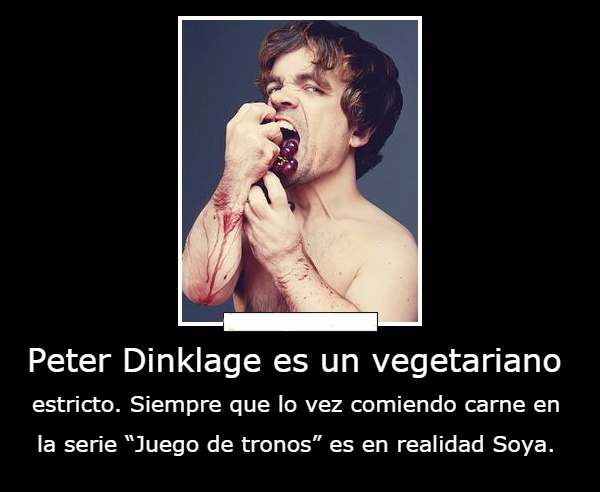 Peter Dinklage es un vegetariano
estricto. Siempre que lo vez comiendo carne en
la serie “Juego de tronos” es en realidad Soya.